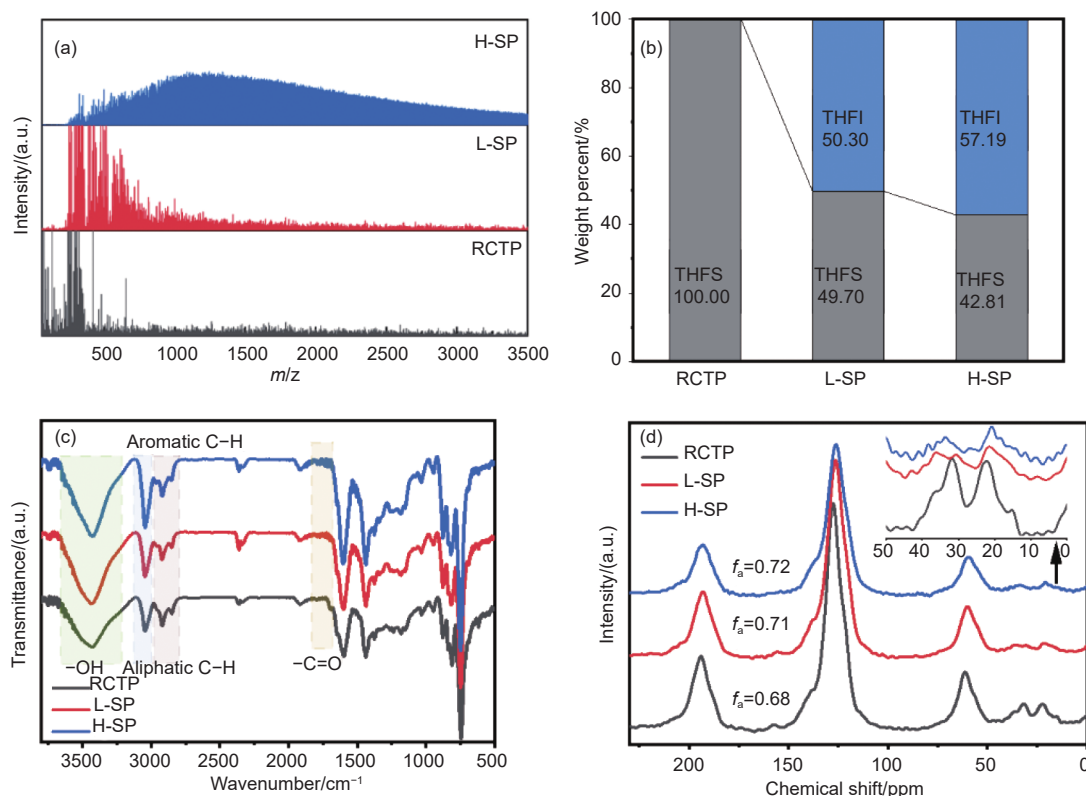 (a)
H-SP
L-SP
RCTP
Intensity/(a.u.)
500 1000 1500 2000 2500 3000 3500
m/z
(b)
100
80
60
40
20
0
Weight percent/%
THFI
50.30
THFI
57.19
THFS
100.00
THFS
49.70
THFS
42.81
RCTP L-SP H-SP
(c)
Aromatic C−H
Transmittance/(a.u.)
−OH
Aliphatic C−H
−C=O
RCTP
L-SP
H-SP
3500 3000 2500 2000 1500 1000 500
Wavenumber/cm⁻¹
(d)
RCTP
L-SP
H-SP
50 40 30 20 10 0
fₐ=0.72
fₐ=0.71
fₐ=0.68
Intensity/(a.u.)
200 150 100 50 0
Chemical shift/ppm